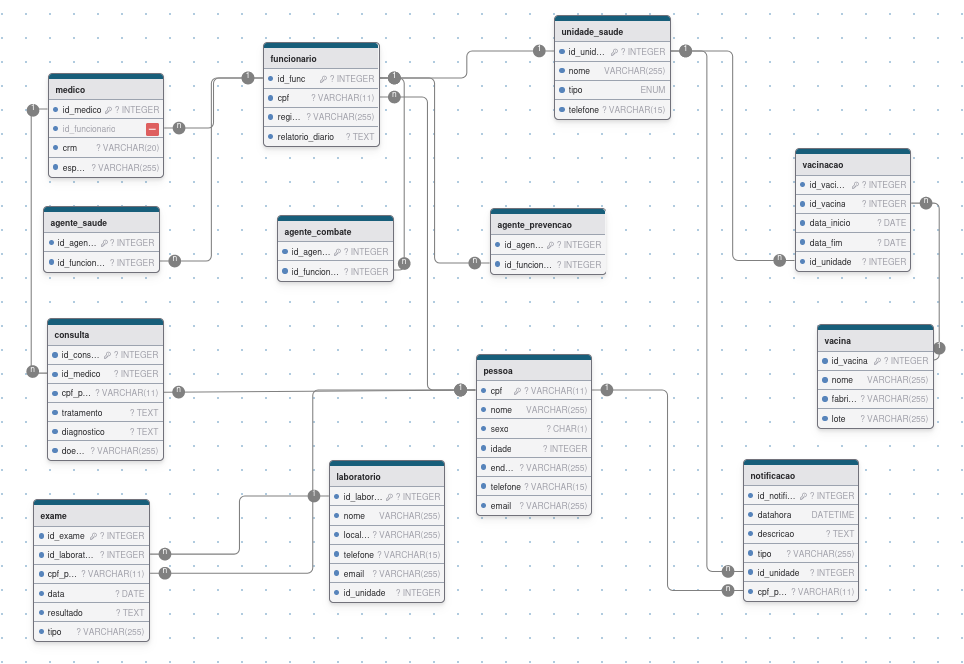 unidade_saude
id_unid... ? INTEGER
nome VARCHAR(255)
tipo ENUM
telefone ? VARCHAR(15)
funcionario
id_func ? INTEGER
cpf ? VARCHAR(11)
regi... ? VARCHAR(255)
relatorio_diario ? TEXT
medico
id_medico ? INTEGER
id_funcionario
crm ? VARCHAR(20)
esp... ? VARCHAR(255)
vacinacao
id_vaci... ? INTEGER
id_vacina ? INTEGER
data_inicio ? DATE
data_fim ? DATE
id_unidade ? INTEGER
agente_saude
id_agen... ? INTEGER
id_funcion... ? INTEGER
agente_combate
id_agen... ? INTEGER
id_funcion... ? INTEGER
agente_prevencao
id_agen... ? INTEGER
id_funcion... ? INTEGER
consulta
id_cons... ? INTEGER
id_medico ? INTEGER
cpf_p... ? VARCHAR(11)
tratamento ? TEXT
diagnostico ? TEXT
doe... ? VARCHAR(255)
vacina
id_vacina ? INTEGER
nome VARCHAR(255)
fabri... VARCHAR(255)
lote ? VARCHAR(255)
pessoa
cpf ? VARCHAR(11)
nome VARCHAR(255)
sexo ? CHAR(1)
idade ? INTEGER
end... ? VARCHAR(255)
telefone ? VARCHAR(15)
email ? VARCHAR(255)
laboratorio
id_labor... ? INTEGER
nome VARCHAR(255)
local... ? VARCHAR(255)
telefone ? VARCHAR(15)
email ? VARCHAR(255)
id_unidade ? INTEGER
notificacao
id_notifi... ? INTEGER
datahora DATETIME
descricao ? TEXT
tipo ? VARCHAR(255)
id_unidade ? INTEGER
cpf_p... ? VARCHAR(11)
exame
id_exame ? INTEGER
id_laborat... ? INTEGER
cpf_p... ? VARCHAR(11)
data ? DATE
resultado ? TEXT
tipo ? VARCHAR(255)